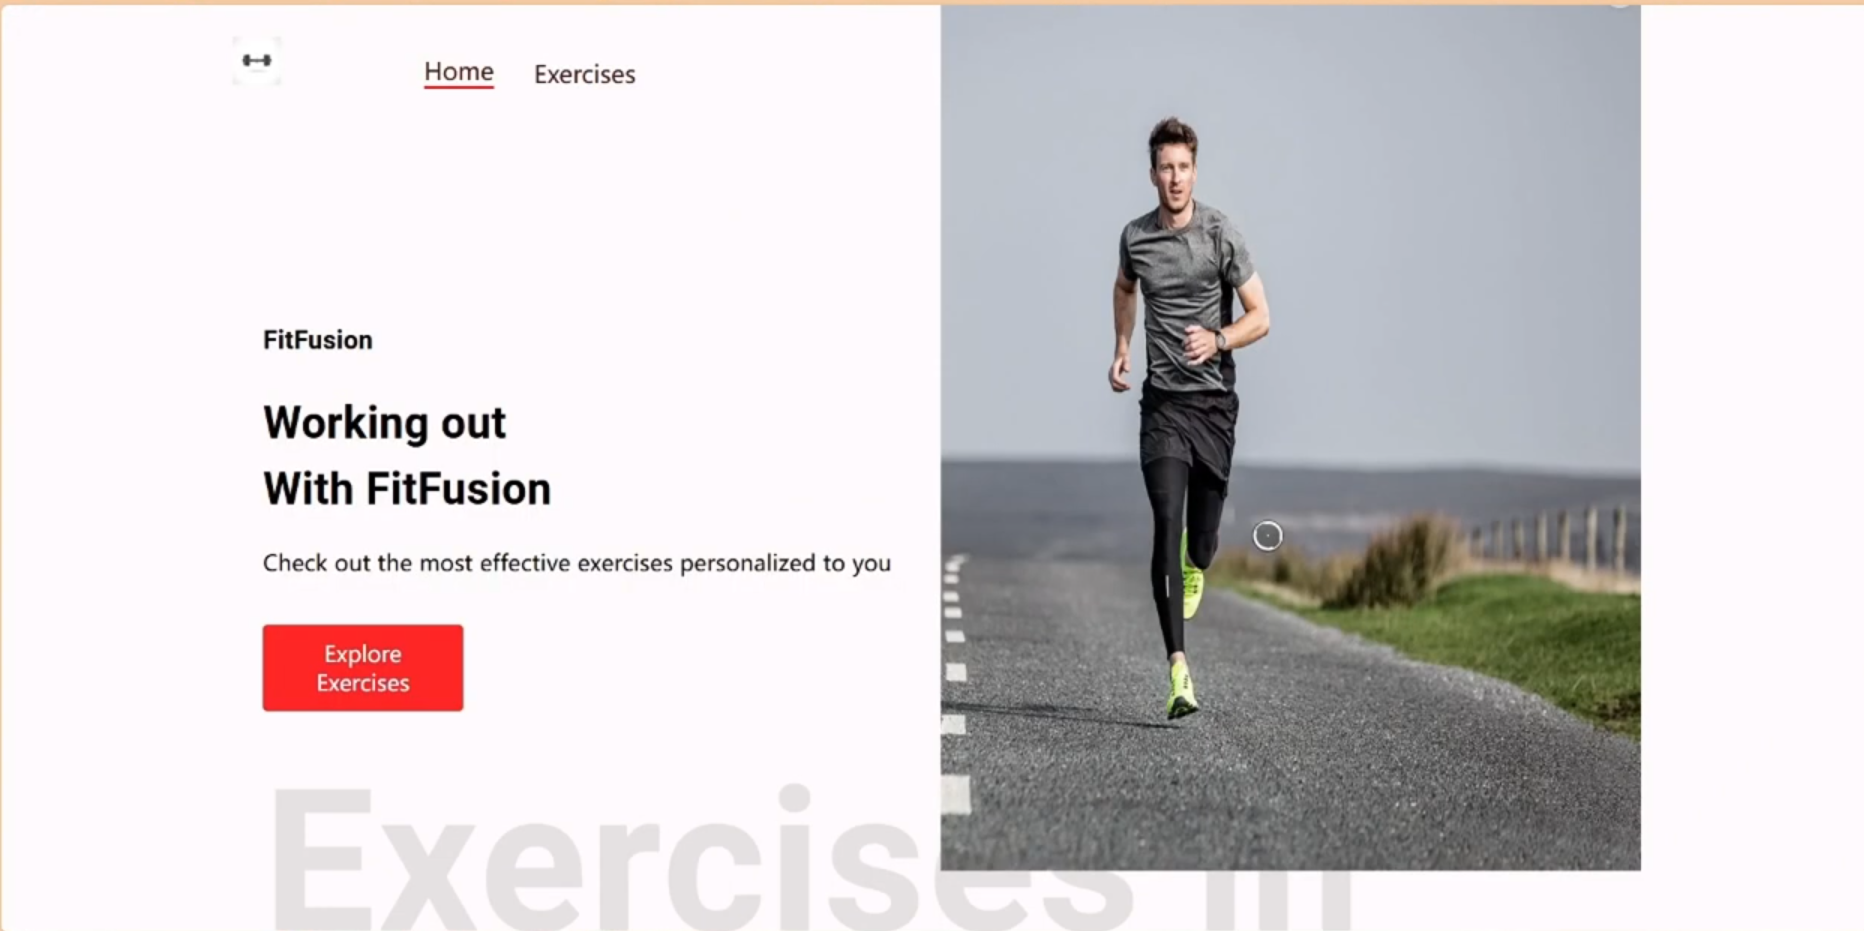 Home Exercises
FitFusion
Working out
With FitFusion
Check out the most effective exercises personalized to you
Explore
Exercises
Exercises in